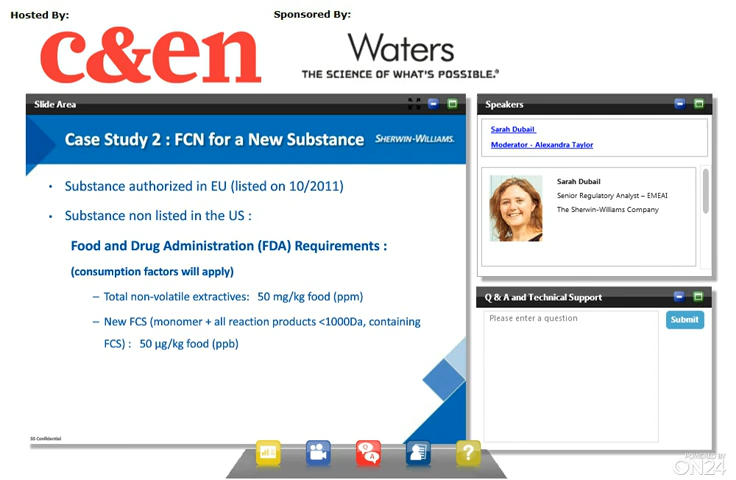 Hosted By:
Sponsored By:
c&en
Waters
THE SCIENCE OF WHAT'S POSSIBLE.®
Slide Area
Speakers
Case Study 2 : FCN for a New Substance
SHERWIN-WILLIAMS.
Sarah Dubail
Moderator - Alexandra Taylor
• Substance authorized in EU (listed on 10/2011)
• Substance non listed in the US :
Food and Drug Administration (FDA) Requirements :
(consumption factors will apply)
– Total non-volatile extractives: 50 mg/kg food (ppm)
– New FCS (monomer + all reaction products <1000Da, containing
FCS) : 50 µg/kg food (ppb)
SS Confidential
Sarah Dubail
Senior Regulatory Analyst – EMEAI
The Sherwin-Williams Company
Q & A and Technical Support
Please enter a question
Submit
Q
A
?
POWERED BY
ON24